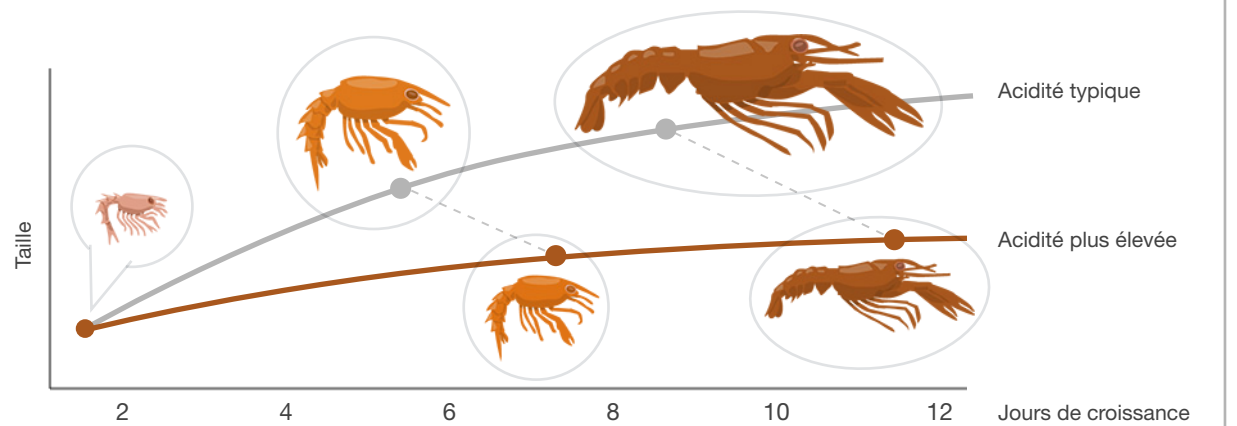 Acidité typique
Taille
Acidité plus élevée
2 4 6 8 10 12 Jours de croissance